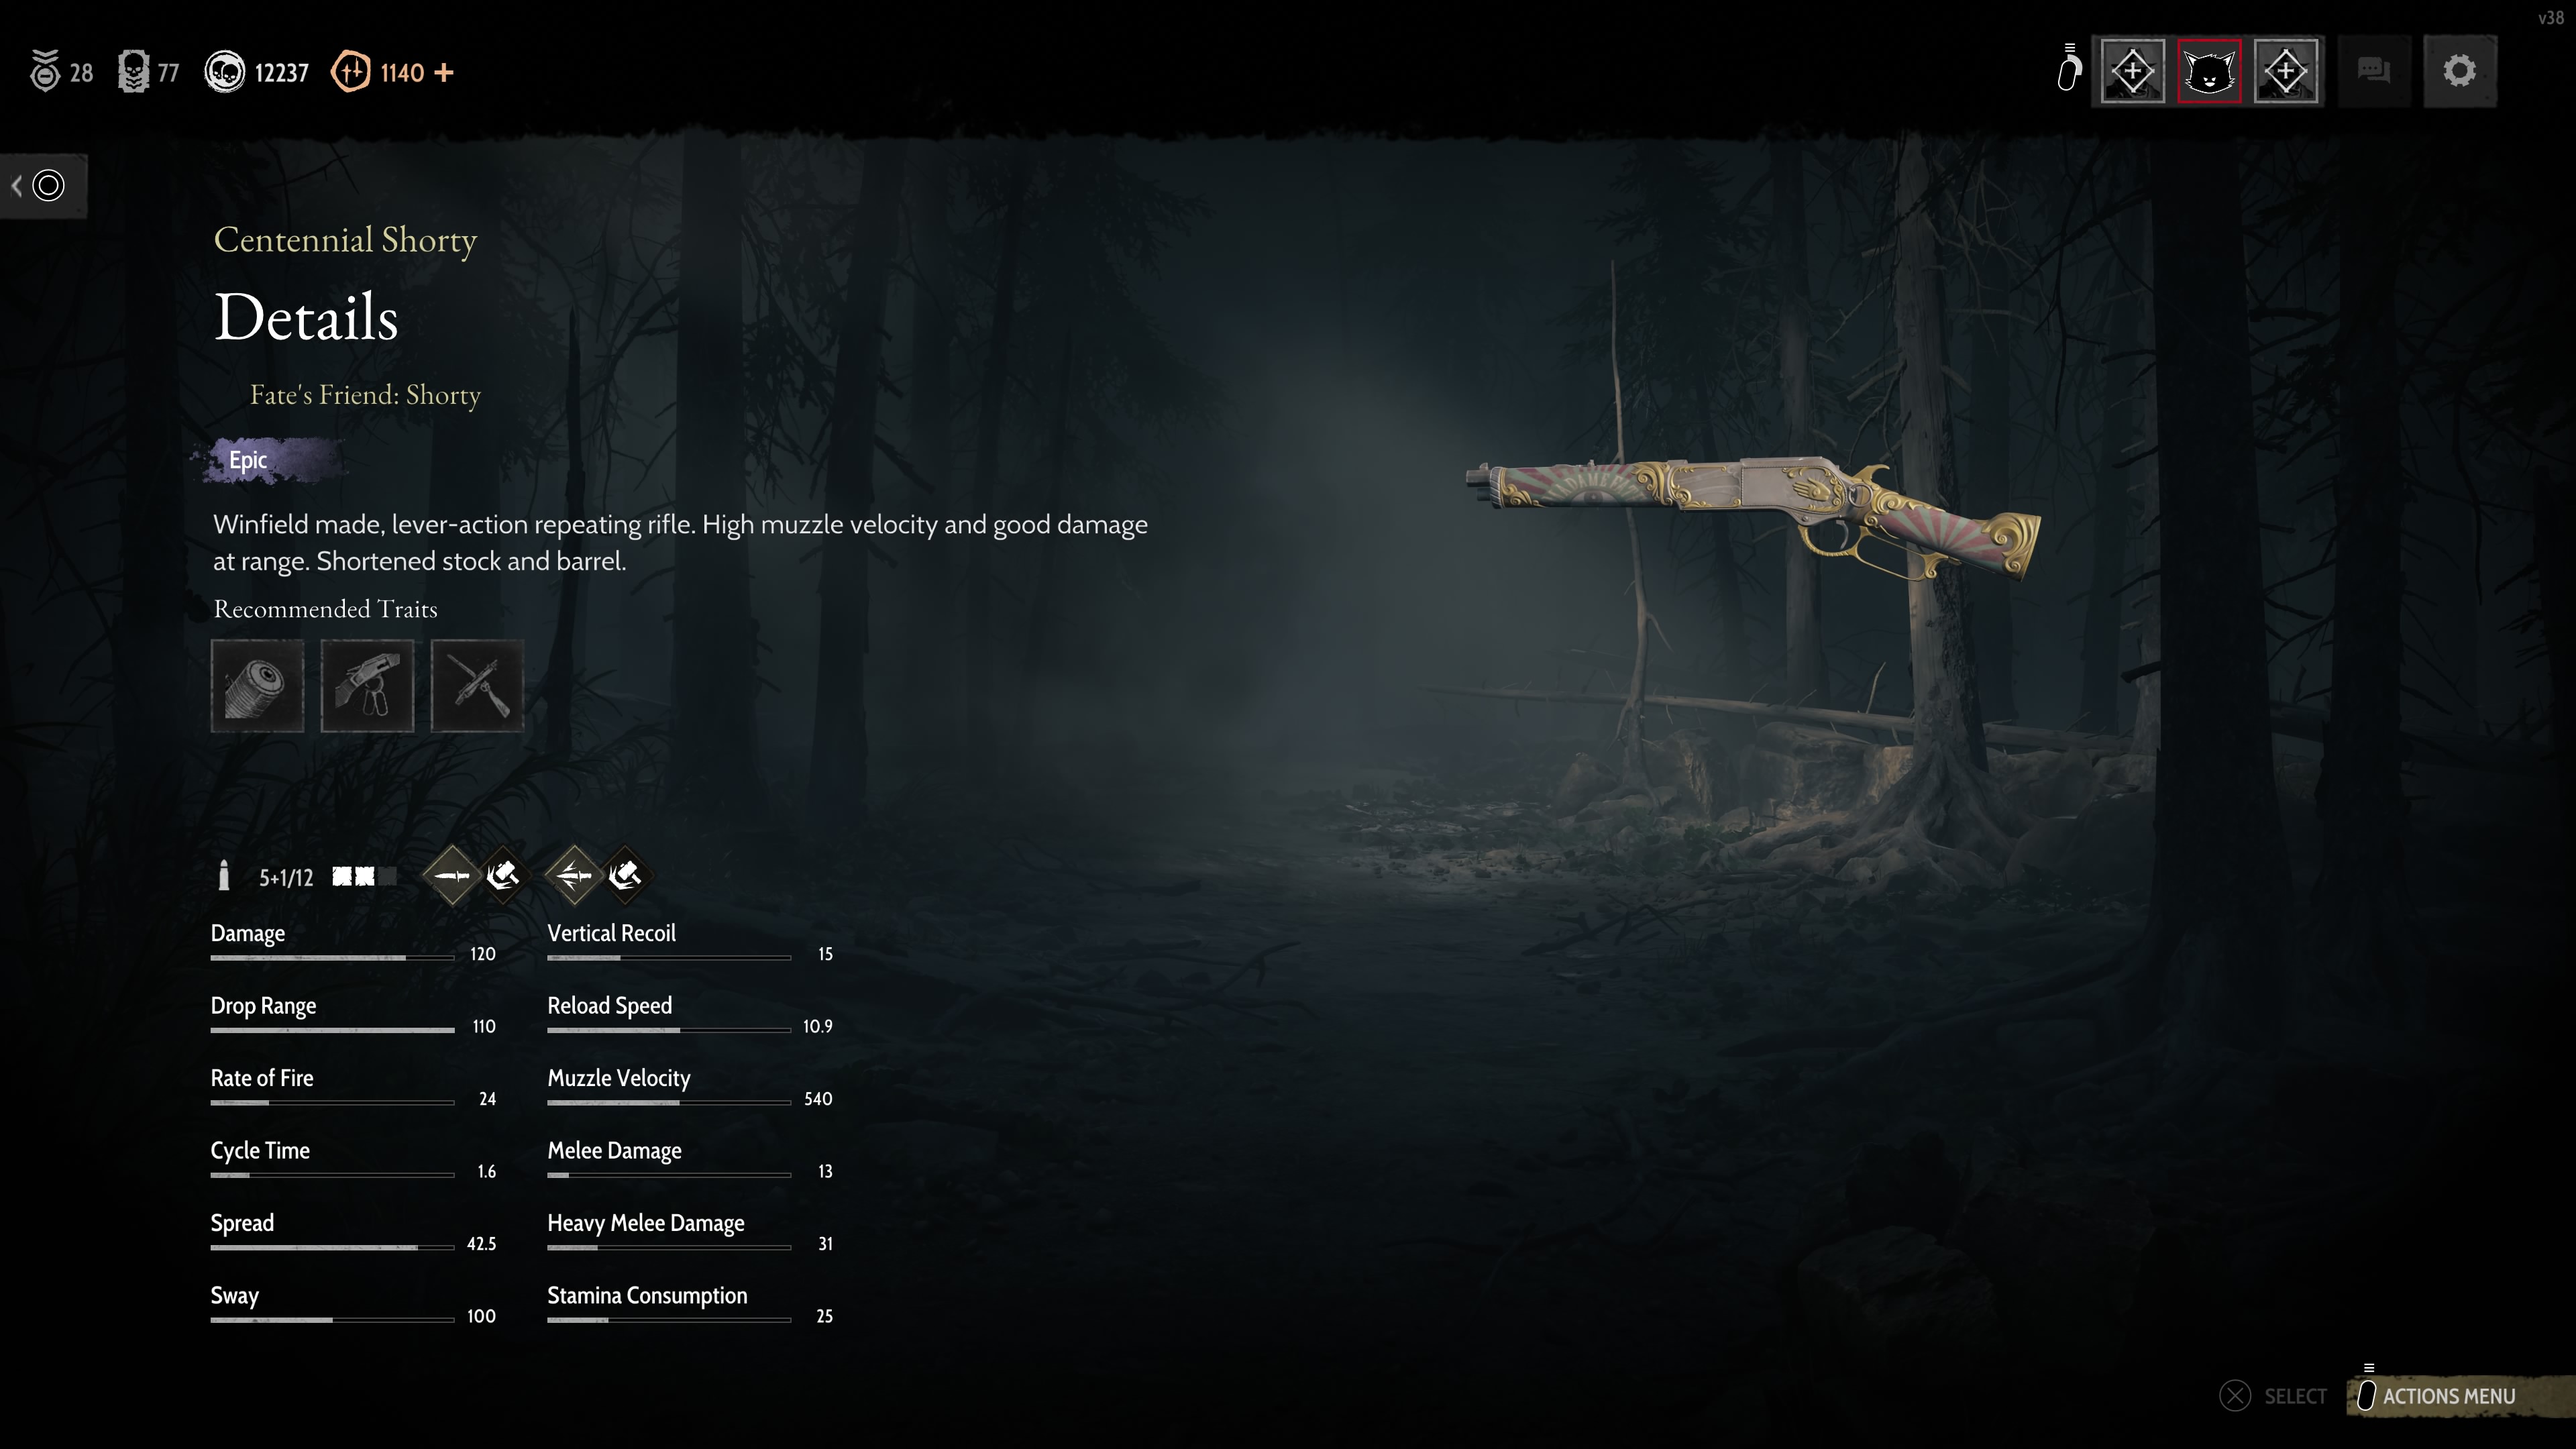 v38
28
77
12237
1140 +
Centennial Shorty
Details
Fate's Friend: Shorty
Epic
Winfield made, lever-action repeating rifle. High muzzle velocity and good damage
at range. Shortened stock and barrel.
Recommended Traits
5+1/12
Damage 120
Vertical Recoil 15
Drop Range 110
Reload Speed 10.9
Rate of Fire 24
Muzzle Velocity 540
Cycle Time 1.6
Melee Damage 13
Spread 42.5
Heavy Melee Damage 31
Sway 100
Stamina Consumption 25
SELECT
ACTIONS MENU